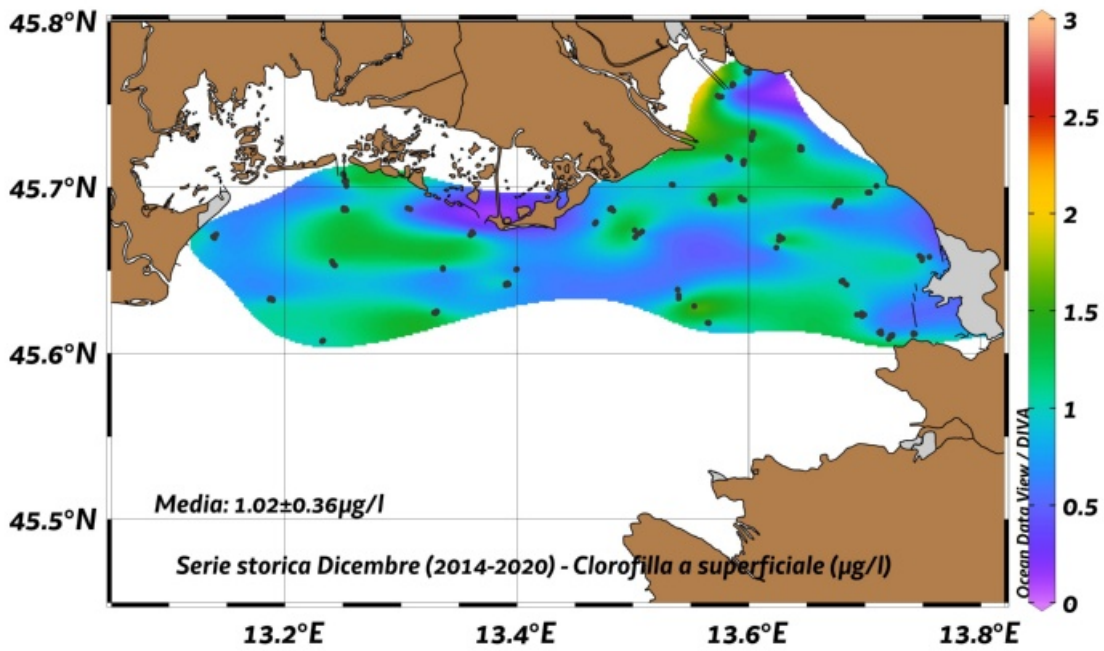 45.8°N
45.7°N
45.6°N
45.5°N
Media: 1.02±0.36µg/l
Serie storica Dicembre (2014-2020) - Clorofilla a superficiale (µg/l)
13.2°E 13.4°E 13.6°E 13.8°E
Ocean Data View / DIVA
3
2.5
2
1.5
1
0.5
0